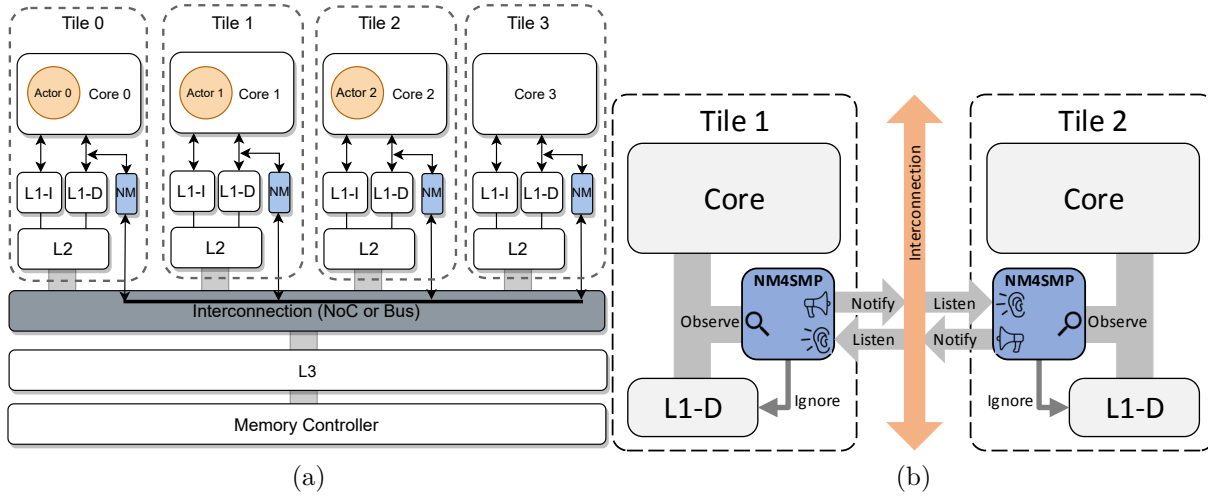 Tile 0
Tile 1
Tile 2
Tile 3
Actor 0
Core 0
Actor 1
Core 1
Actor 2
Core 2
Core 3
L1-I
L1-D
NM
L1-I
L1-D
NM
L1-I
L1-D
NM
L1-I
L1-D
NM
L2
L2
L2
L2
Interconnection (NoC or Bus)
L3
Memory Controller
(a)
Tile 1
Core
NM4SMP
Observe
Notify
Listen
Ignore
L1-D
Interconnection
Tile 2
Core
NM4SMP
Listen
Notify
Observe
Ignore
L1-D
(b)